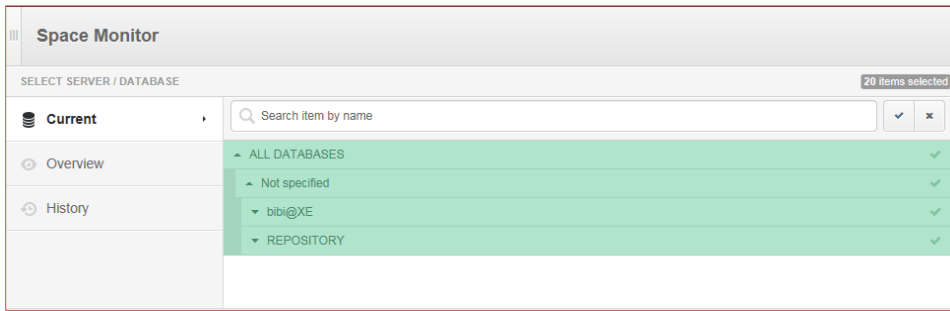 Space Monitor
SELECT SERVER / DATABASE
20 items selected
Current
Search item by name
ALL DATABASES
Overview
Not specified
History
bibi@XE
REPOSITORY